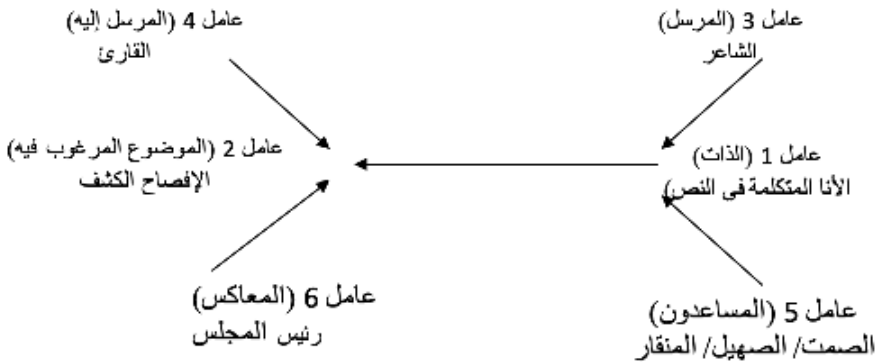 عامل 3 (المرسل)
الشاعر
عامل 4 (المرسل إليه)
القارئ
عامل 1 (الذات)
الأنا المتكلمة في النص)
عامل 2 (الموضوع المرغوب فيه)
الإفصاح الكشف
عامل 5 (المساعدون)
الصمت/ الصهيل/ المنقار
عامل 6 (المعاكس)
رئيس المجلس